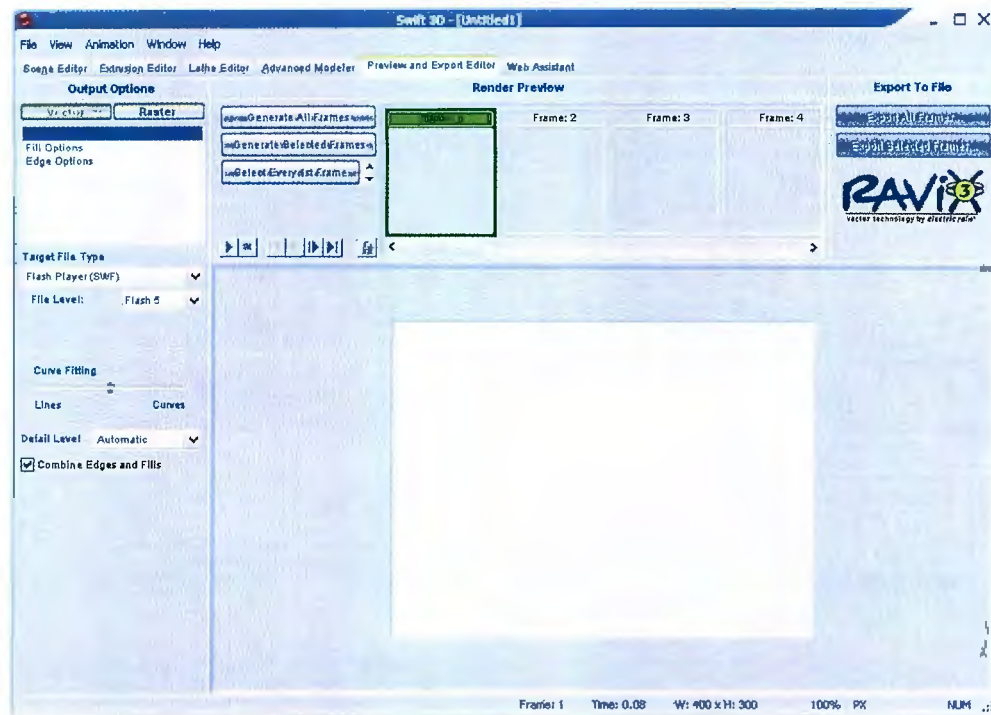 Swift 3D - [Untitled1]
File View Animation Window Help
Scene Editor Extrusion Editor Lathe Editor Advanced Modeler Preview and Export Editor Web Assistant
Output Options
Render Preview
Export To File
Vector
Raster
Generate All Frames
Frame: 2
Frame: 3
Frame: 4
Export All Frames
Fill Options
Generate Selected Frames
Export Selected Frames
Edge Options
Select Every 1st Frame
RAViX 3
vector technology by electric rain
Target File Type
Flash Player (SWF)
File Level: Flash 5
Curve Fitting
Lines Curves
Detail Level Automatic
Combine Edges and Fills
Frame: 1 Time: 0.08 W: 400 x H: 300 100% PX NUM